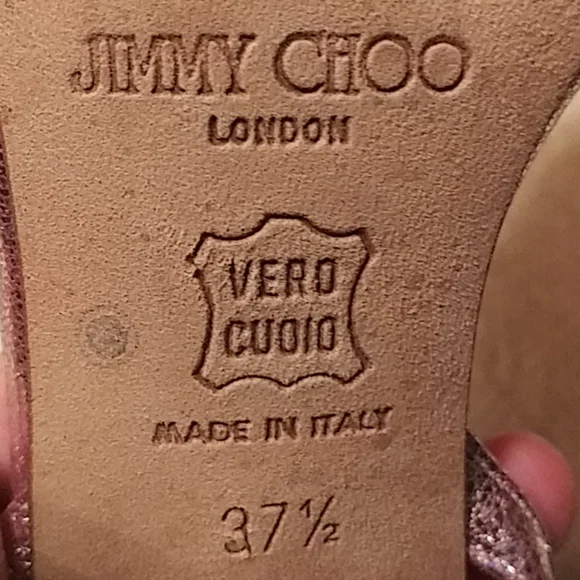 JIMMY CHOO
LONDON
VERO
CUOIO
MADE IN ITALY
37½